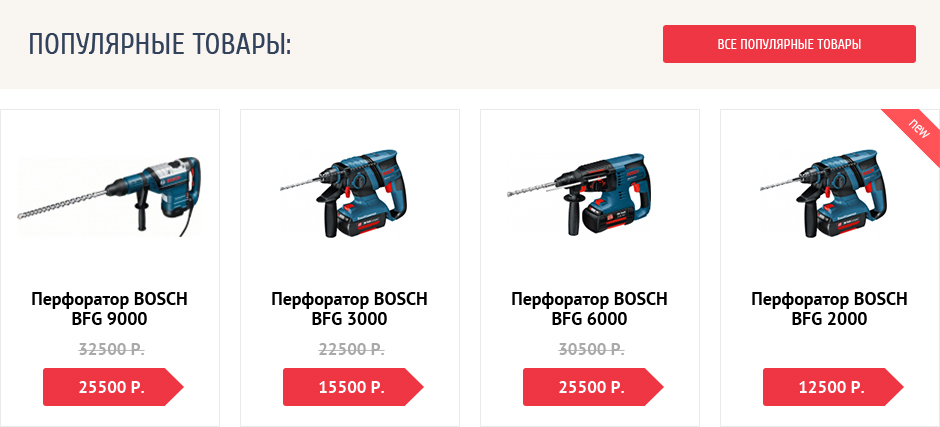 ПОПУЛЯРНЫЕ ТОВАРЫ:
ВСЕ ПОПУЛЯРНЫЕ ТОВАРЫ
Перфоратор BOSCH
BFG 9000
32500 Р.
25500 Р.
Перфоратор BOSCH
BFG 3000
22500 Р.
15500 Р.
Перфоратор BOSCH
BFG 6000
30500 Р.
25500 Р.
new
Перфоратор BOSCH
BFG 2000
12500 Р.